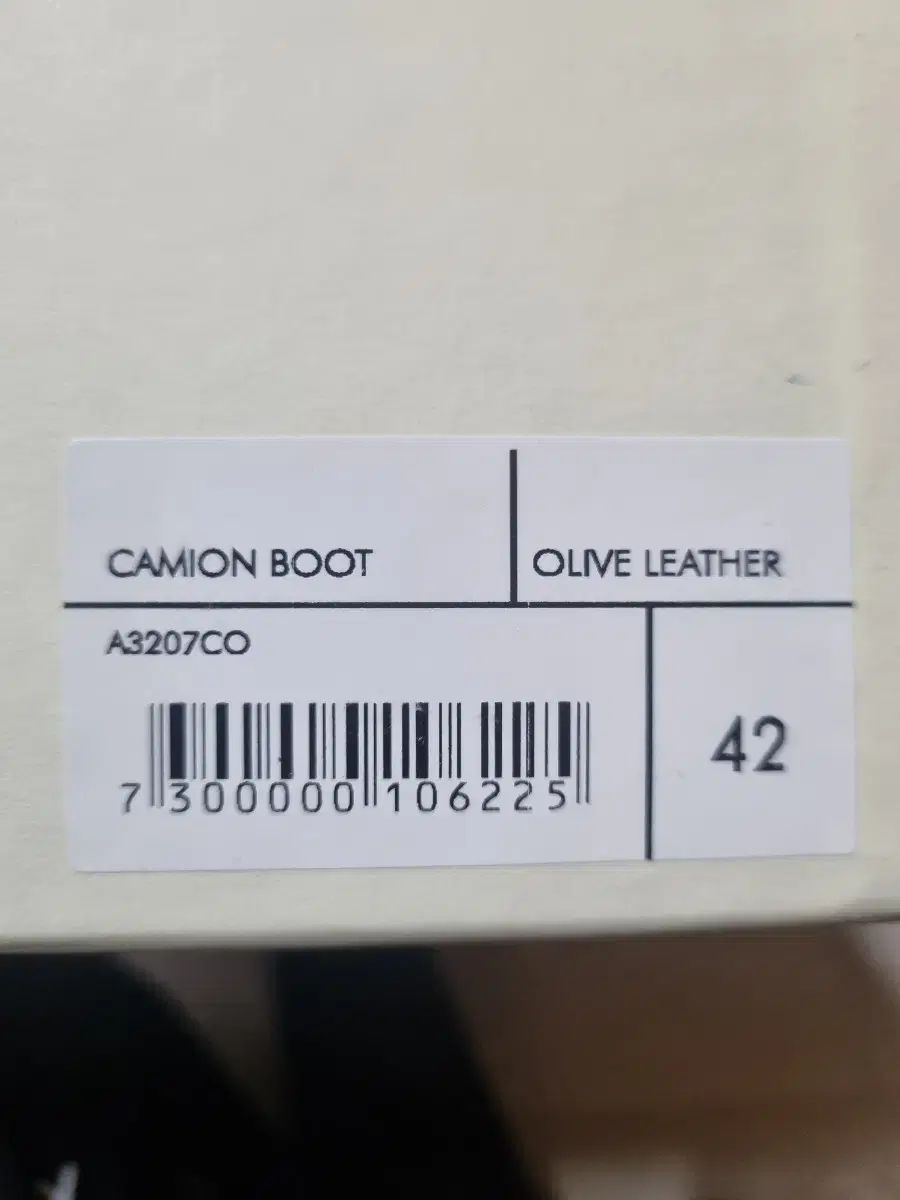 CAMION BOOT
OLIVE LEATHER
A3207CO
7 300000 106225
42